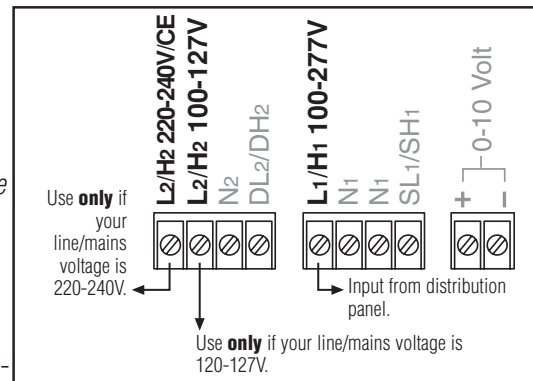 L2/H2 220-240V/CE
L2/H2 100-127V
N2
DL2/DH2
L1/H1 100-277V
N1
N1
SL1/SH1
+
–
0-10 Volt
e
Use only if
your
line/mains
voltage is
220-240V.
Input from distribution
panel.
Use only if your line/mains voltage is
120-127V.
-